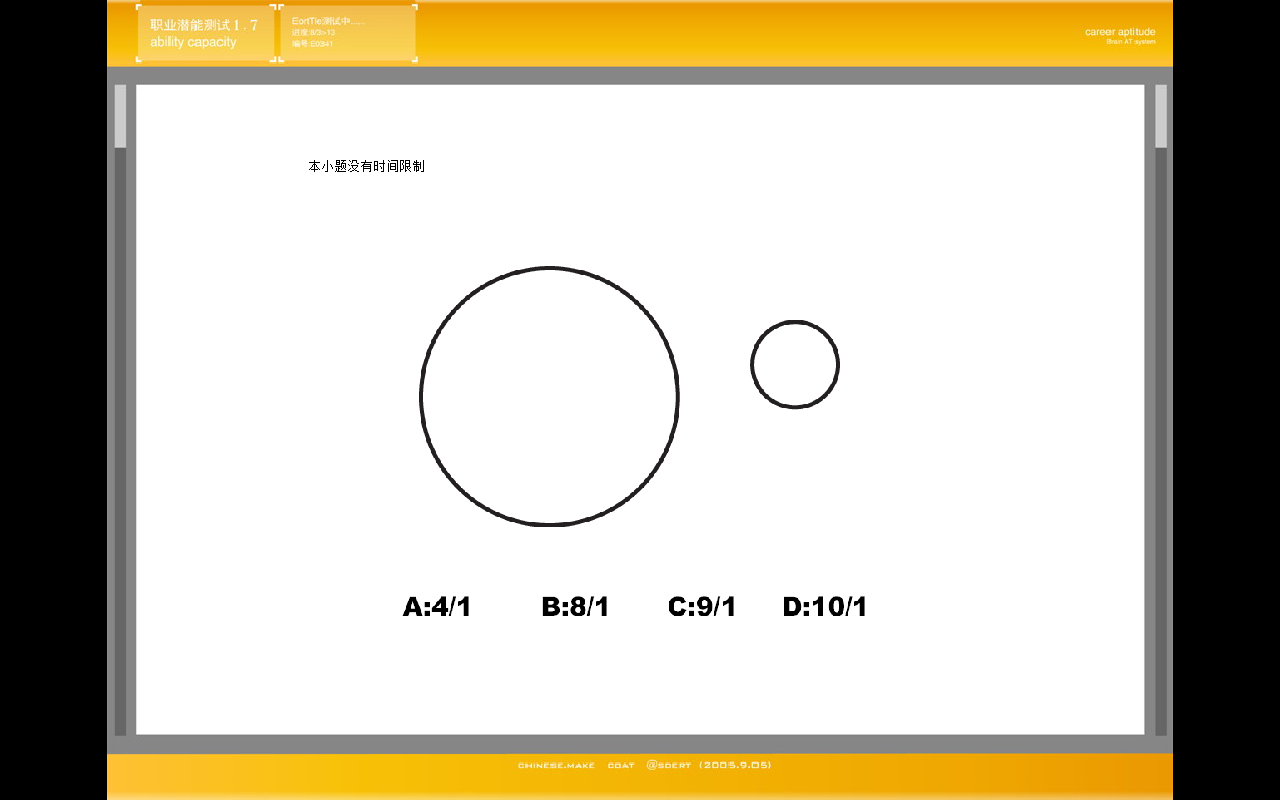 职业潜能测试1.7
ability capacity
EortTle:测试中......
进度:8/3>13
编号:S0341
career aptitude
Brain AT system
本小题没有时间限制
A:4/1 B:8/1 C:9/1 D:10/1
CHINESE.MAKE COAT @SDERT (2005.9.05)